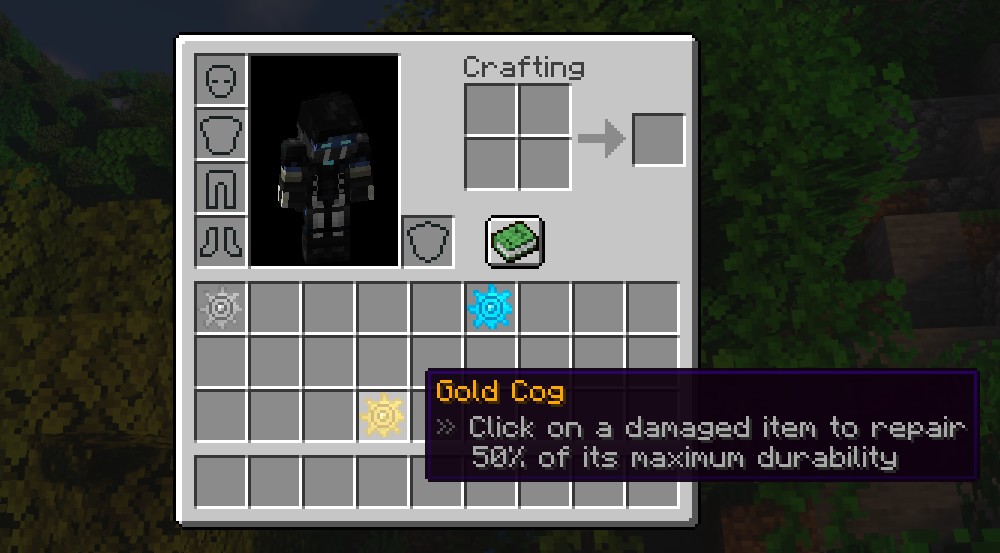 Crafting
Gold Cog
» Click on a damaged item to repair
50% of its maximum durability